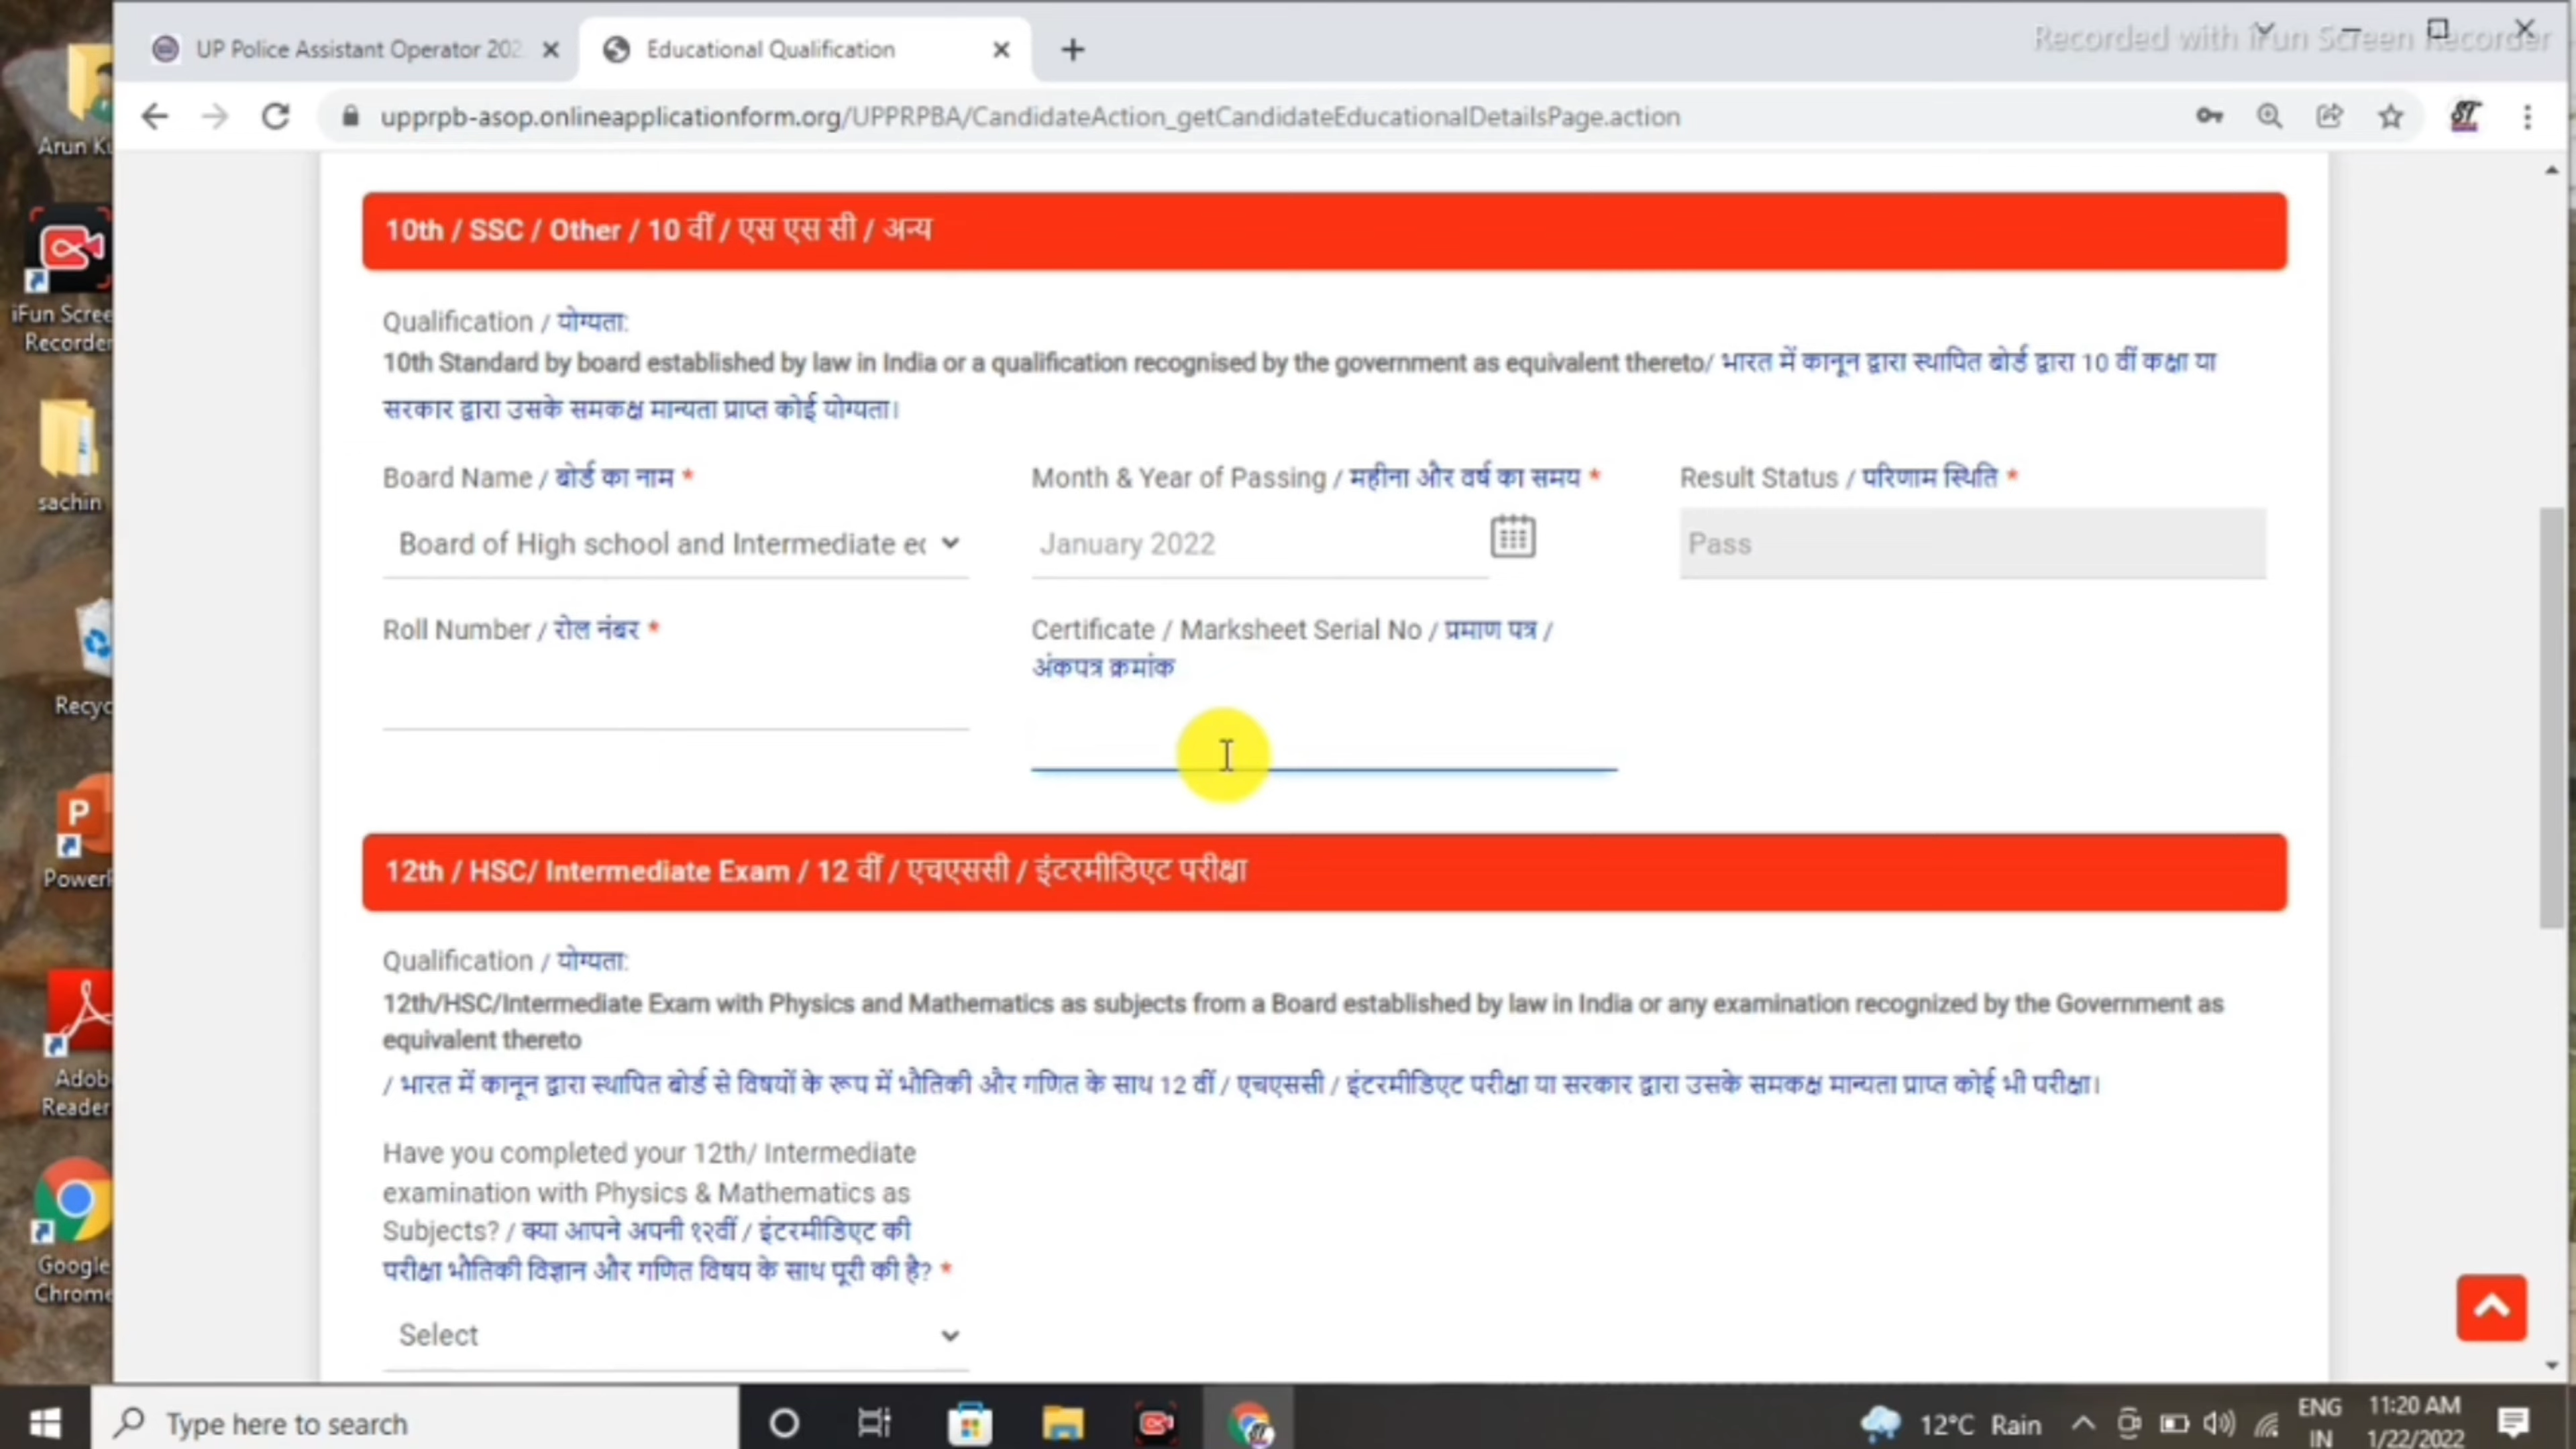 Recorded with iFun Screen Recorder
UP Police Assistant Operator 202
Educational Qualification
upprpb-asop.onlineapplicationform.org/UPPRPBA/CandidateAction_getCandidateEducationalDetailsPage.action
10th / SSC / Other / 10 वीं / एस एस सी / अन्य
Qualification / योग्यता:
10th Standard by board established by law in India or a qualification recognised by the government as equivalent thereto/ भारत में कानून द्वारा स्थापित बोर्ड द्वारा 10 वीं कक्षा या
सरकार द्वारा उसके समकक्ष मान्यता प्राप्त कोई योग्यता।
Board Name / बोर्ड का नाम *
Month & Year of Passing / महीना और वर्ष का समय *
Result Status / परिणाम स्थिति *
Board of High school and Intermediate ec
January 2022
Pass
Roll Number / रोल नंबर *
Certificate / Marksheet Serial No / प्रमाण पत्र /
अंकपत्र क्रमांक
12th / HSC/ Intermediate Exam / 12 वीं / एचएससी / इंटरमीडिएट परीक्षा
Qualification / योग्यता:
12th/HSC/Intermediate Exam with Physics and Mathematics as subjects from a Board established by law in India or any examination recognized by the Government as
equivalent thereto
/ भारत में कानून द्वारा स्थापित बोर्ड से विषयों के रूप में भौतिकी और गणित के साथ 12 वीं / एचएससी / इंटरमीडिएट परीक्षा या सरकार द्वारा उसके समकक्ष मान्यता प्राप्त कोई भी परीक्षा।
Have you completed your 12th/ Intermediate
examination with Physics & Mathematics as
Subjects? / क्या आपने अपनी १२वीं / इंटरमीडिएट की
परीक्षा भौतिकी विज्ञान और गणित विषय के साथ पूरी की है? *
Select
Arun Ku
iFun Scree
Recorder
sachin
Recyc
PowerP
Adob
Reader
Google
Chrome
Type here to search
12°C Rain
ENG
IN
11:20 AM
1/22/2022